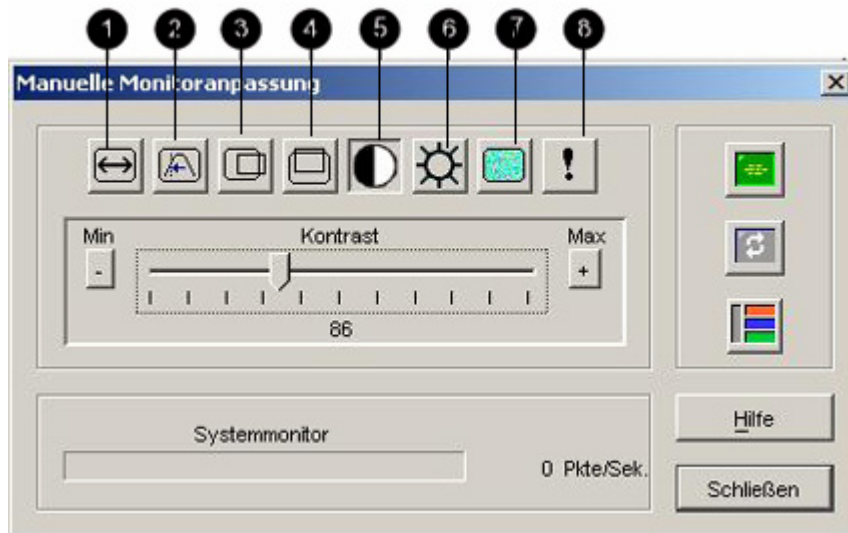 1 2 3 4 5 6 7 8
Manuelle Monitoranpassung
!
Min Kontrast Max
- +
86
Systemmonitor
0 Pkte/Sek.
Hilfe
Schließen